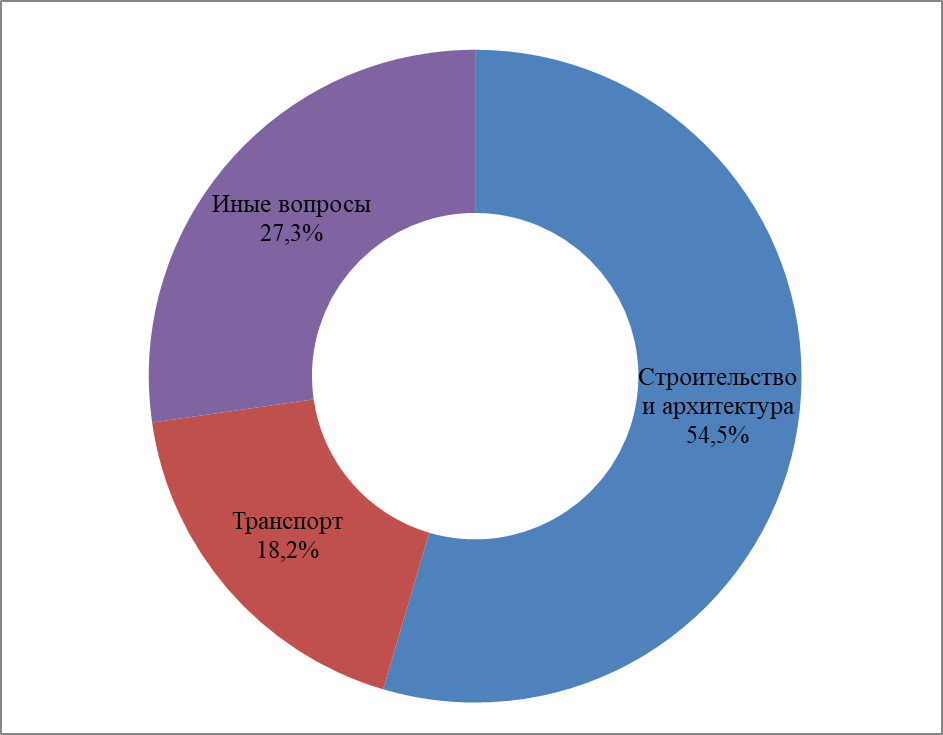 Иные вопросы
27,3%
Строительство
и архитектура
54,5%
Транспорт
18,2%